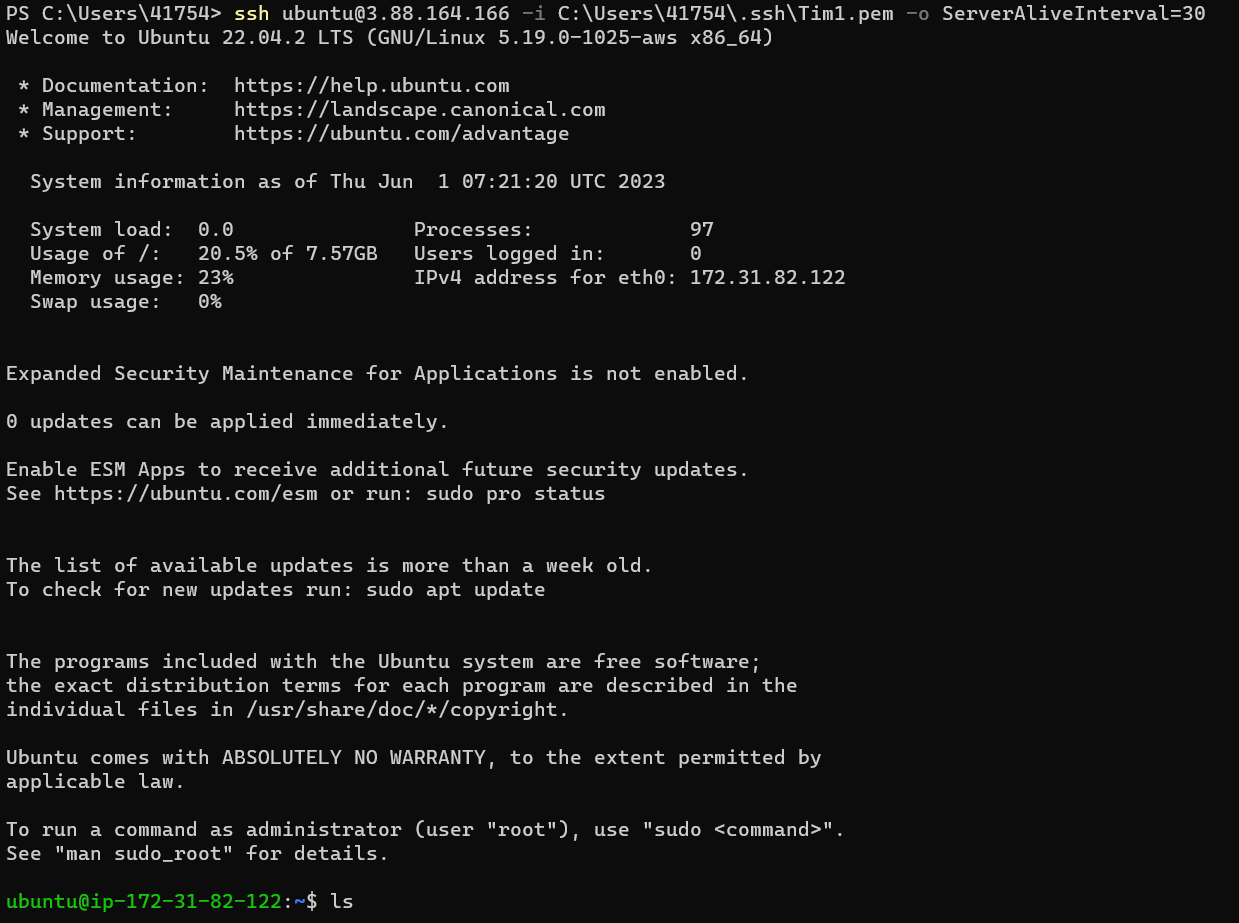 PS C:\Users\41754> ssh ubuntu@3.88.164.166 -i C:\Users\41754\.ssh\Tim1.pem -o ServerAliveInterval=30
Welcome to Ubuntu 22.04.2 LTS (GNU/Linux 5.19.0-1025-aws x86_64)

 * Documentation:  https://help.ubuntu.com
 * Management:     https://landscape.canonical.com
 * Support:        https://ubuntu.com/advantage

  System information as of Thu Jun  1 07:21:20 UTC 2023

  System load:  0.0               Processes:             97
  Usage of /:   20.5% of 7.57GB   Users logged in:       0
  Memory usage: 23%               IPv4 address for eth0: 172.31.82.122
  Swap usage:   0%


Expanded Security Maintenance for Applications is not enabled.

0 updates can be applied immediately.

Enable ESM Apps to receive additional future security updates.
See https://ubuntu.com/esm or run: sudo pro status


The list of available updates is more than a week old.
To check for new updates run: sudo apt update


The programs included with the Ubuntu system are free software;
the exact distribution terms for each program are described in the
individual files in /usr/share/doc/*/copyright.

Ubuntu comes with ABSOLUTELY NO WARRANTY, to the extent permitted by
applicable law.

To run a command as administrator (user "root"), use "sudo <command>".
See "man sudo_root" for details.

ubuntu@ip-172-31-82-122:~$ ls